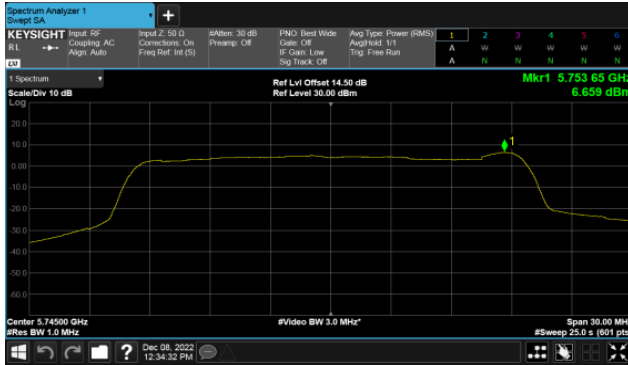 Spectrum Analyzer 1
Swept SA
KEYSIGHT
RL
Input: RF
Coupling: AC
Align: Auto
Input Z: 50 Ω
Corrections: On
Freq Ref: Int (S)
#Atten: 30 dB
Preamp: Off
PNO: Best Wide
Gate: Off
IF Gain: Low
Sig Track: Off
Avg Type: Power (RMS)
Avg|Hold: 1/1
Trig: Free Run
1 2 3 4 5 6
A W W W W W
A N N N N N
1 Spectrum
Scale/Div 10 dB
Log
Ref Lvl Offset 14.50 dB
Ref Level 30.00 dBm
Mkr1 5.753 65 GHz
6.659 dBm
1
20.0
10.0
0.00
-10.0
-20.0
-30.0
-40.0
-50.0
-60.0
Center 5.74500 GHz
#Res BW 1.0 MHz
#Video BW 3.0 MHz*
Span 30.00 MHz
#Sweep 25.0 s (601 pts)
?
Dec 08, 2022
12:34:32 PM